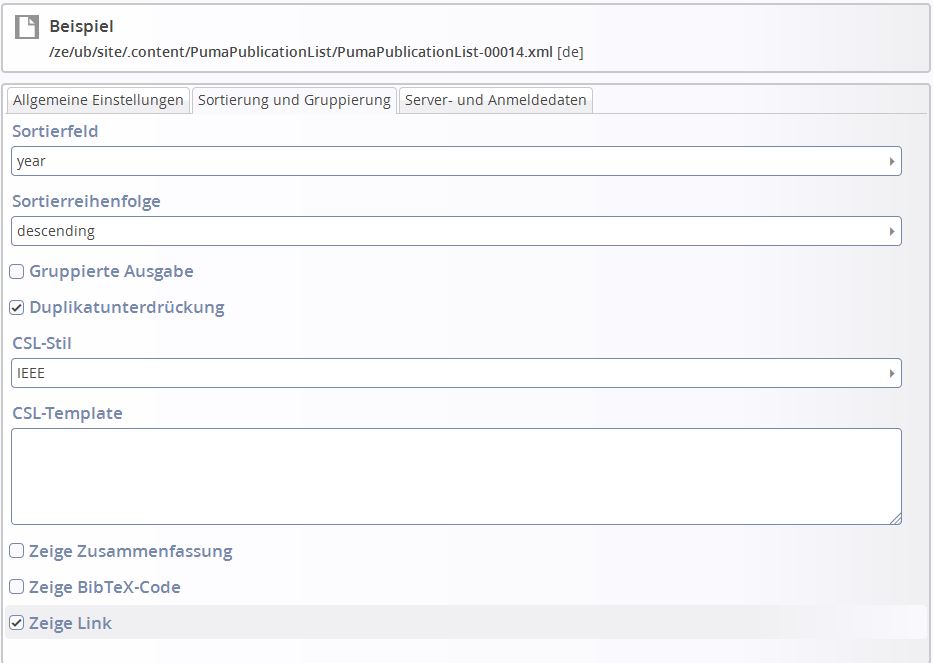 Beispiel
/ze/ub/site/.content/PumaPublicationList/PumaPublicationList-00014.xml [de]
Allgemeine Einstellungen Sortierung und Gruppierung Server- und Anmeldedaten
Sortierfeld
year
Sortierreihenfolge
descending
Gruppierte Ausgabe
Duplikatunterdrückung
CSL-Stil
IEEE
CSL-Template
Zeige Zusammenfassung
Zeige BibTeX-Code
Zeige Link